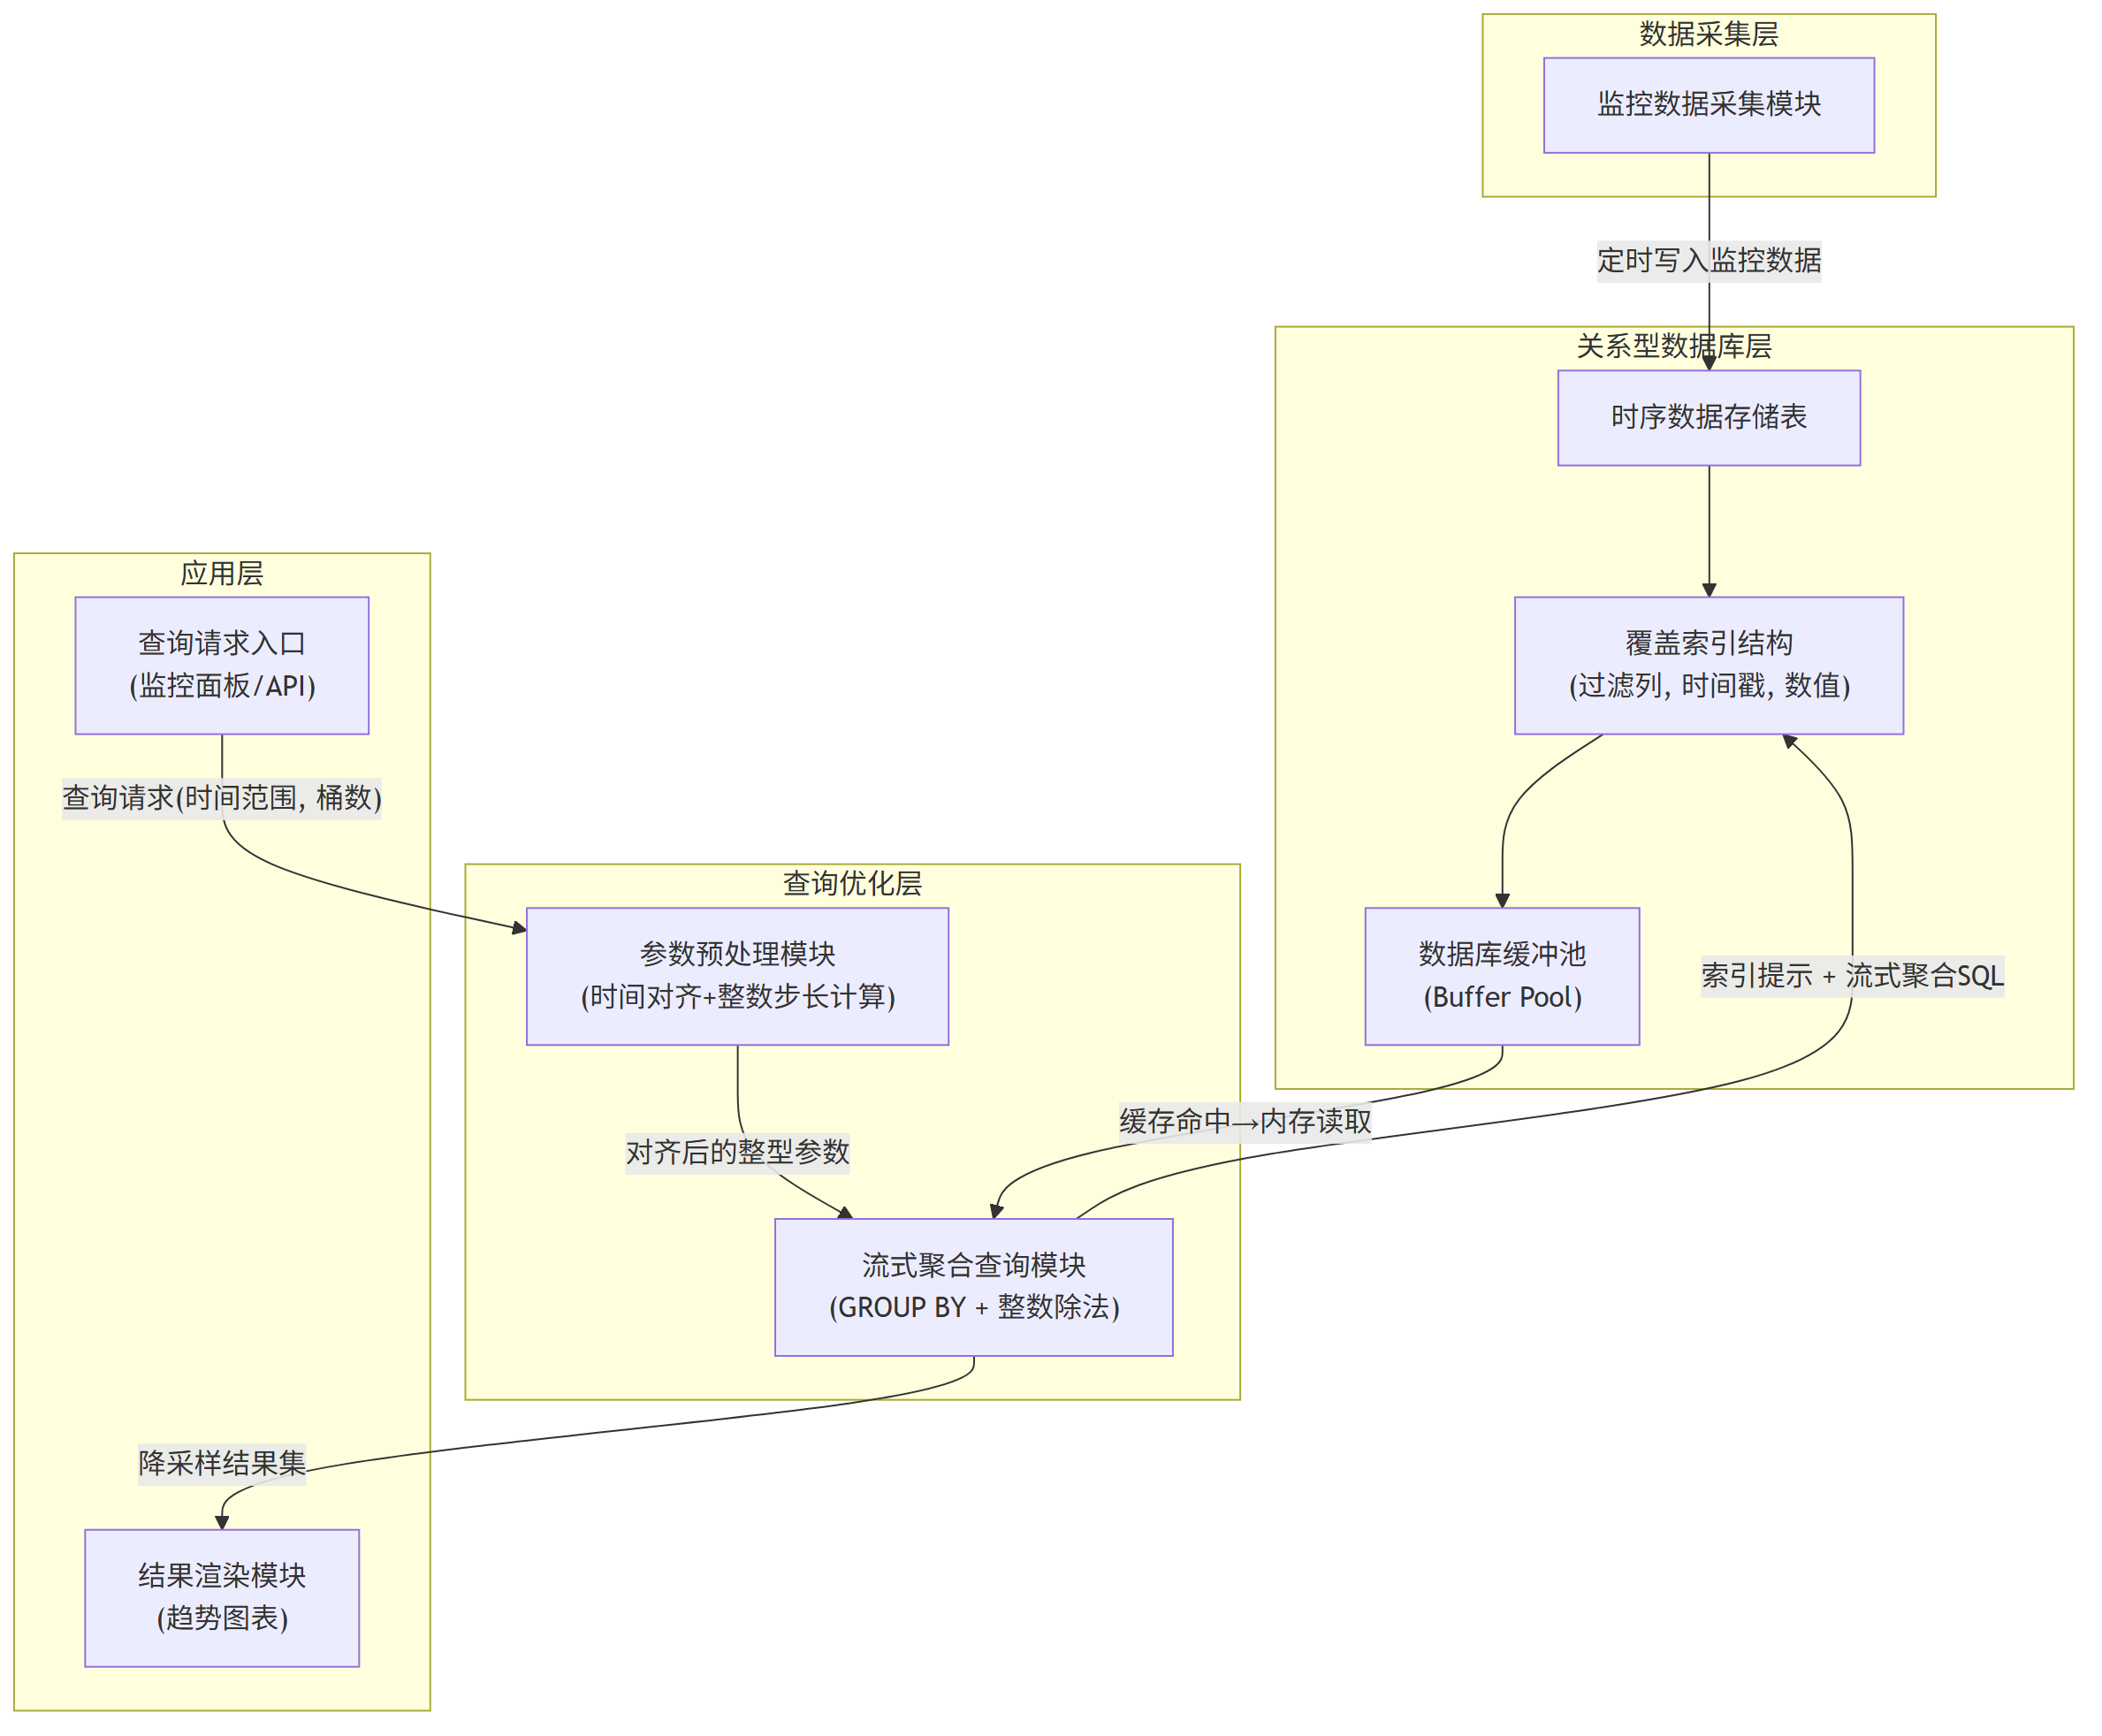 数据采集层
监控数据采集模块
定时写入监控数据
关系型数据库层
时序数据存储表
应用层
查询请求入口
(监控面板/API)
覆盖索引结构
(过滤列, 时间戳, 数值)
查询请求(时间范围, 桶数)
查询优化层
参数预处理模块
(时间对齐+整数步长计算)
数据库缓冲池
(Buffer Pool)
索引提示 + 流式聚合SQL
缓存命中→内存读取
对齐后的整型参数
流式聚合查询模块
(GROUP BY + 整数除法)
降采样结果集
结果渲染模块
(趋势图表)